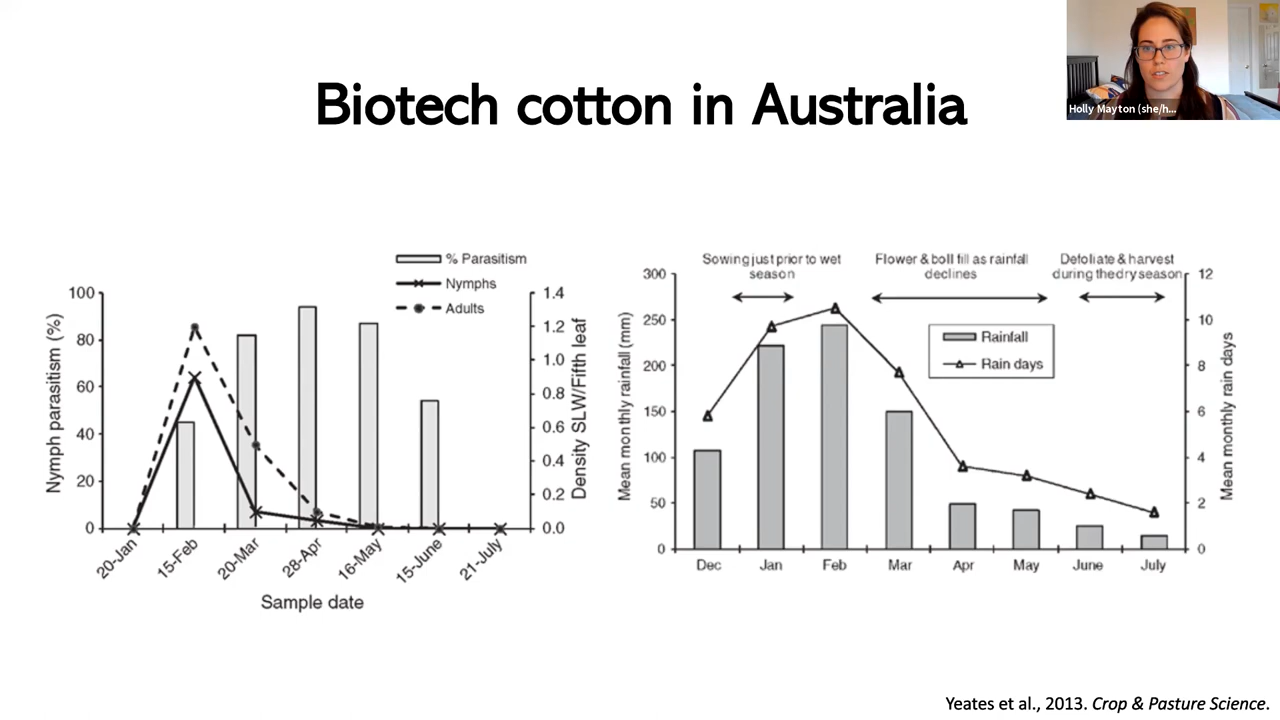 Holly Mayton (she/h...
Biotech cotton in Australia
% Parasitism
Nymphs
Adults
100
80
60
40
20
0
Nymph parasitism (%)
1.4
1.2
1.0
0.8
0.6
0.4
0.2
0.0
Density SLW/Fifth leaf
20-Jan
15-Feb
20-Mar
28-Apr
16-May
15-June
21-July
Sample date
Sowing just prior to wet
season
Flower & boll fill as rainfall
declines
Defoliate & harvest
during thedry season
300
250
200
150
100
50
0
Mean monthly rainfall (mm)
Rainfall
Rain days
12
10
8
6
4
2
0
Mean monthly rain days
Dec
Jan
Feb
Mar
Apr
May
June
July
Yeates et al., 2013. Crop & Pasture Science.